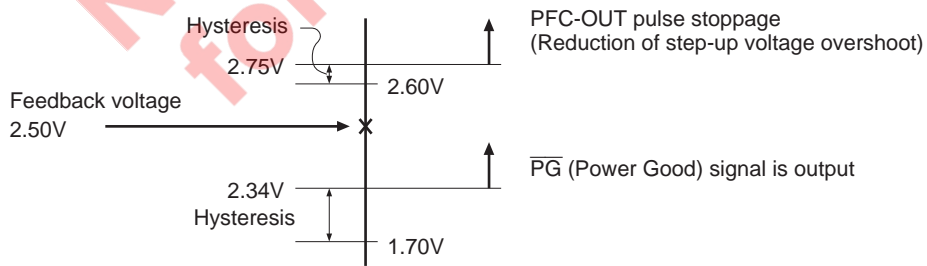 Hysteresis
PFC-OUT pulse stoppage
(Reduction of step-up voltage overshoot)
2.75V
2.60V
Feedback voltage
2.50V
P̅G̅ (Power Good) signal is output
2.34V
Hysteresis
1.70V